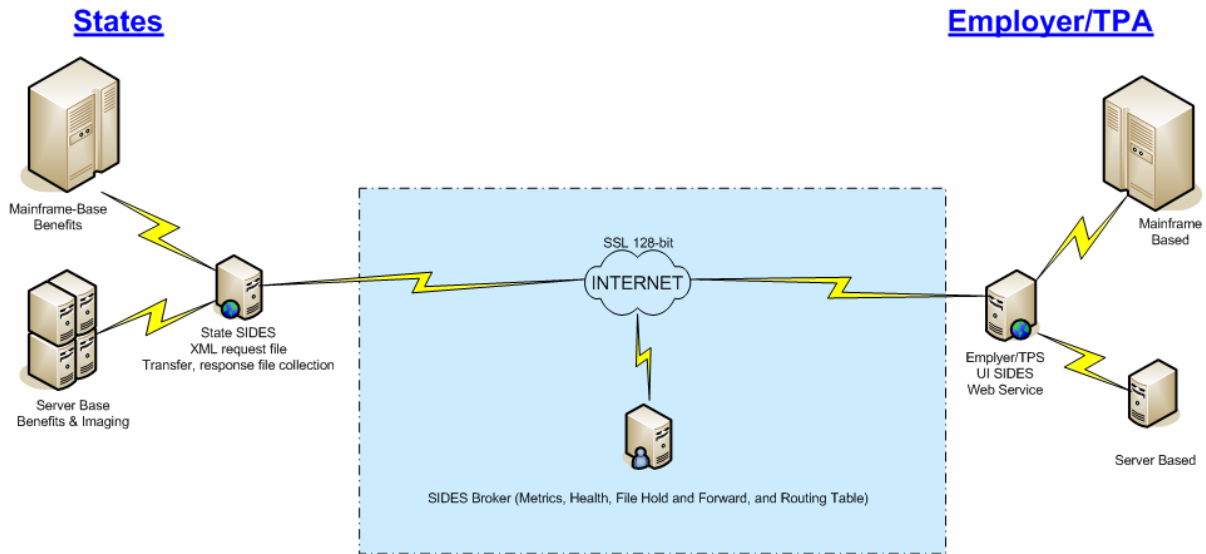 States
Employer/TPA
Mainframe-Base
Benefits
Mainframe
Based
SSL 128-bit
INTERNET
State SIDES
XML request file
Transfer, response file collection
Emplyer/TPS
UI SIDES
Web Service
Server Base
Benefits & Imaging
Server Based
SIDES Broker (Metrics, Health, File Hold and Forward, and Routing Table)